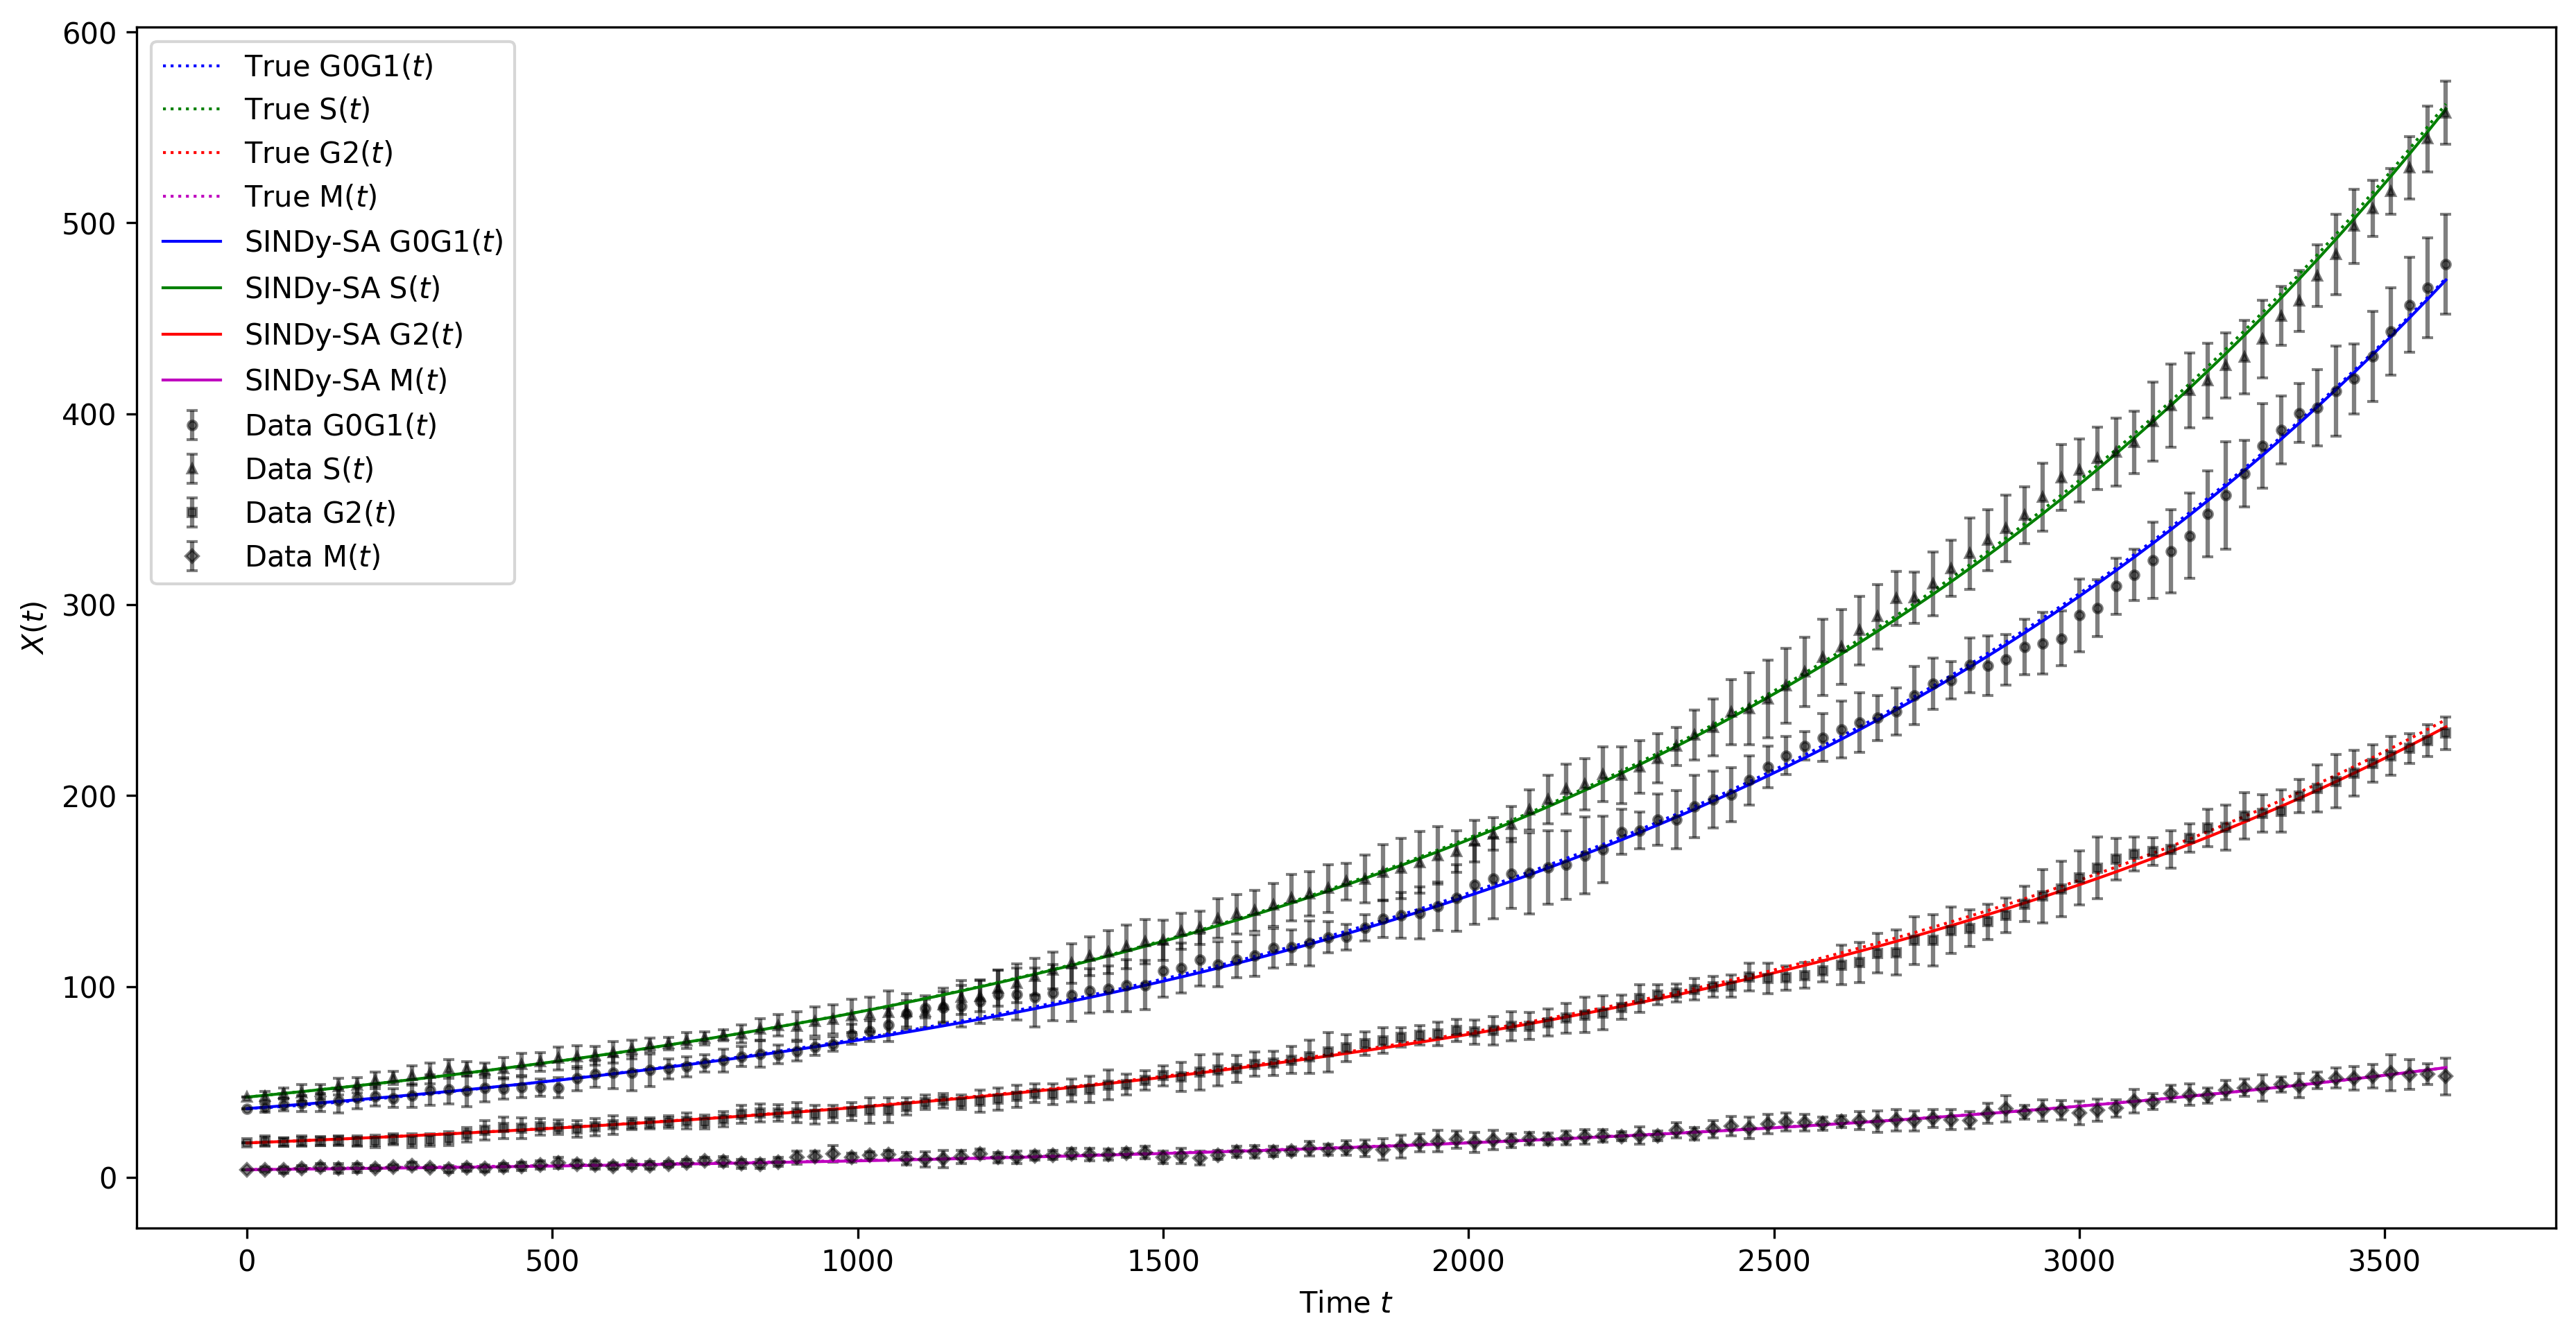 600
500
400
300
200
100
0
X(t)
True G0G1(t)
True S(t)
True G2(t)
True M(t)
SINDy-SA G0G1(t)
SINDy-SA S(t)
SINDy-SA G2(t)
SINDy-SA M(t)
Data G0G1(t)
Data S(t)
Data G2(t)
Data M(t)
0 500 1000 1500 2000 2500 3000 3500
Time t